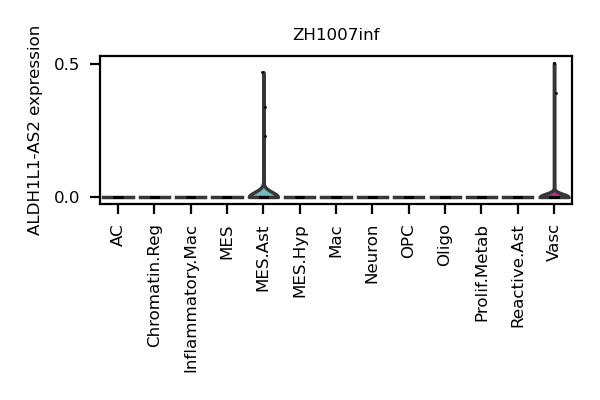 ZH1007inf
ALDH1L1-AS2 expression
0.5
0.0
AC
Chromatin.Reg
Inflammatory.Mac
MES
MES.Ast
MES.Hyp
Mac
Neuron
OPC
Oligo
Prolif.Metab
Reactive.Ast
Vasc